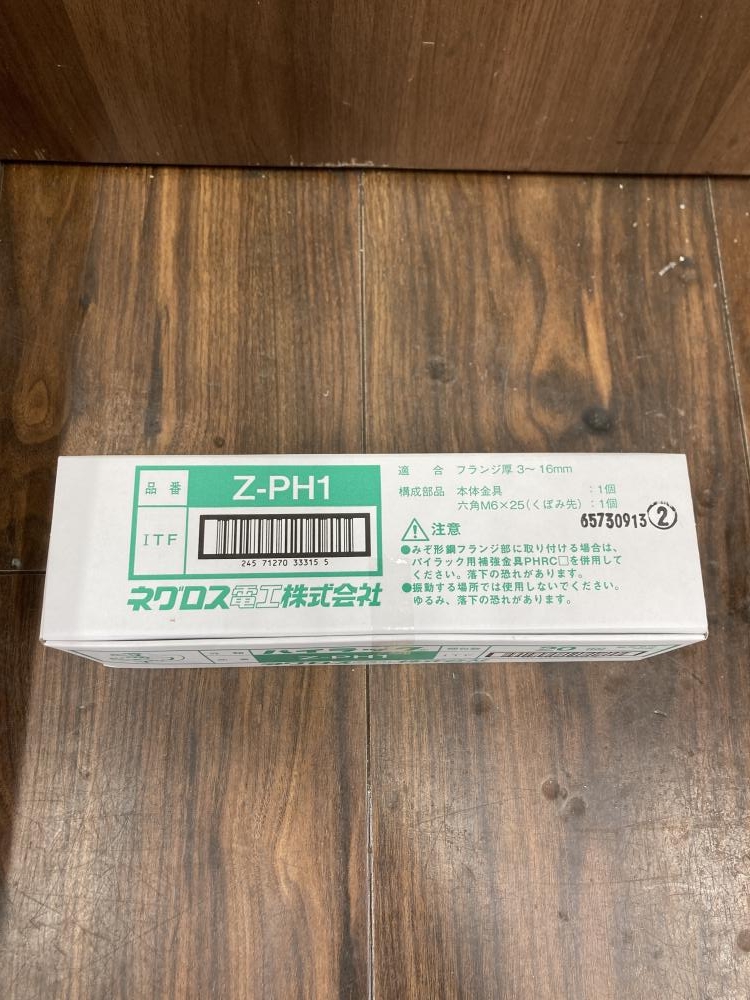 品番 Z-PH1
ITF
245 71270 33315 5
ネグロス電工株式会社
適合 フランジ厚 3〜16mm
構成部品 本体金具 :1個
六角M6×25(くぼみ先) :1個
65730913 ②
注意
●みぞ形鋼フランジ部に取り付ける場合は、
パイラック用補強金具PHRC□を併用して
ください。落下の恐れがあります。
●振動する場所では使用しないでください。
ゆるみ、落下の恐れがあります。
パイラック
Z-PH1
20